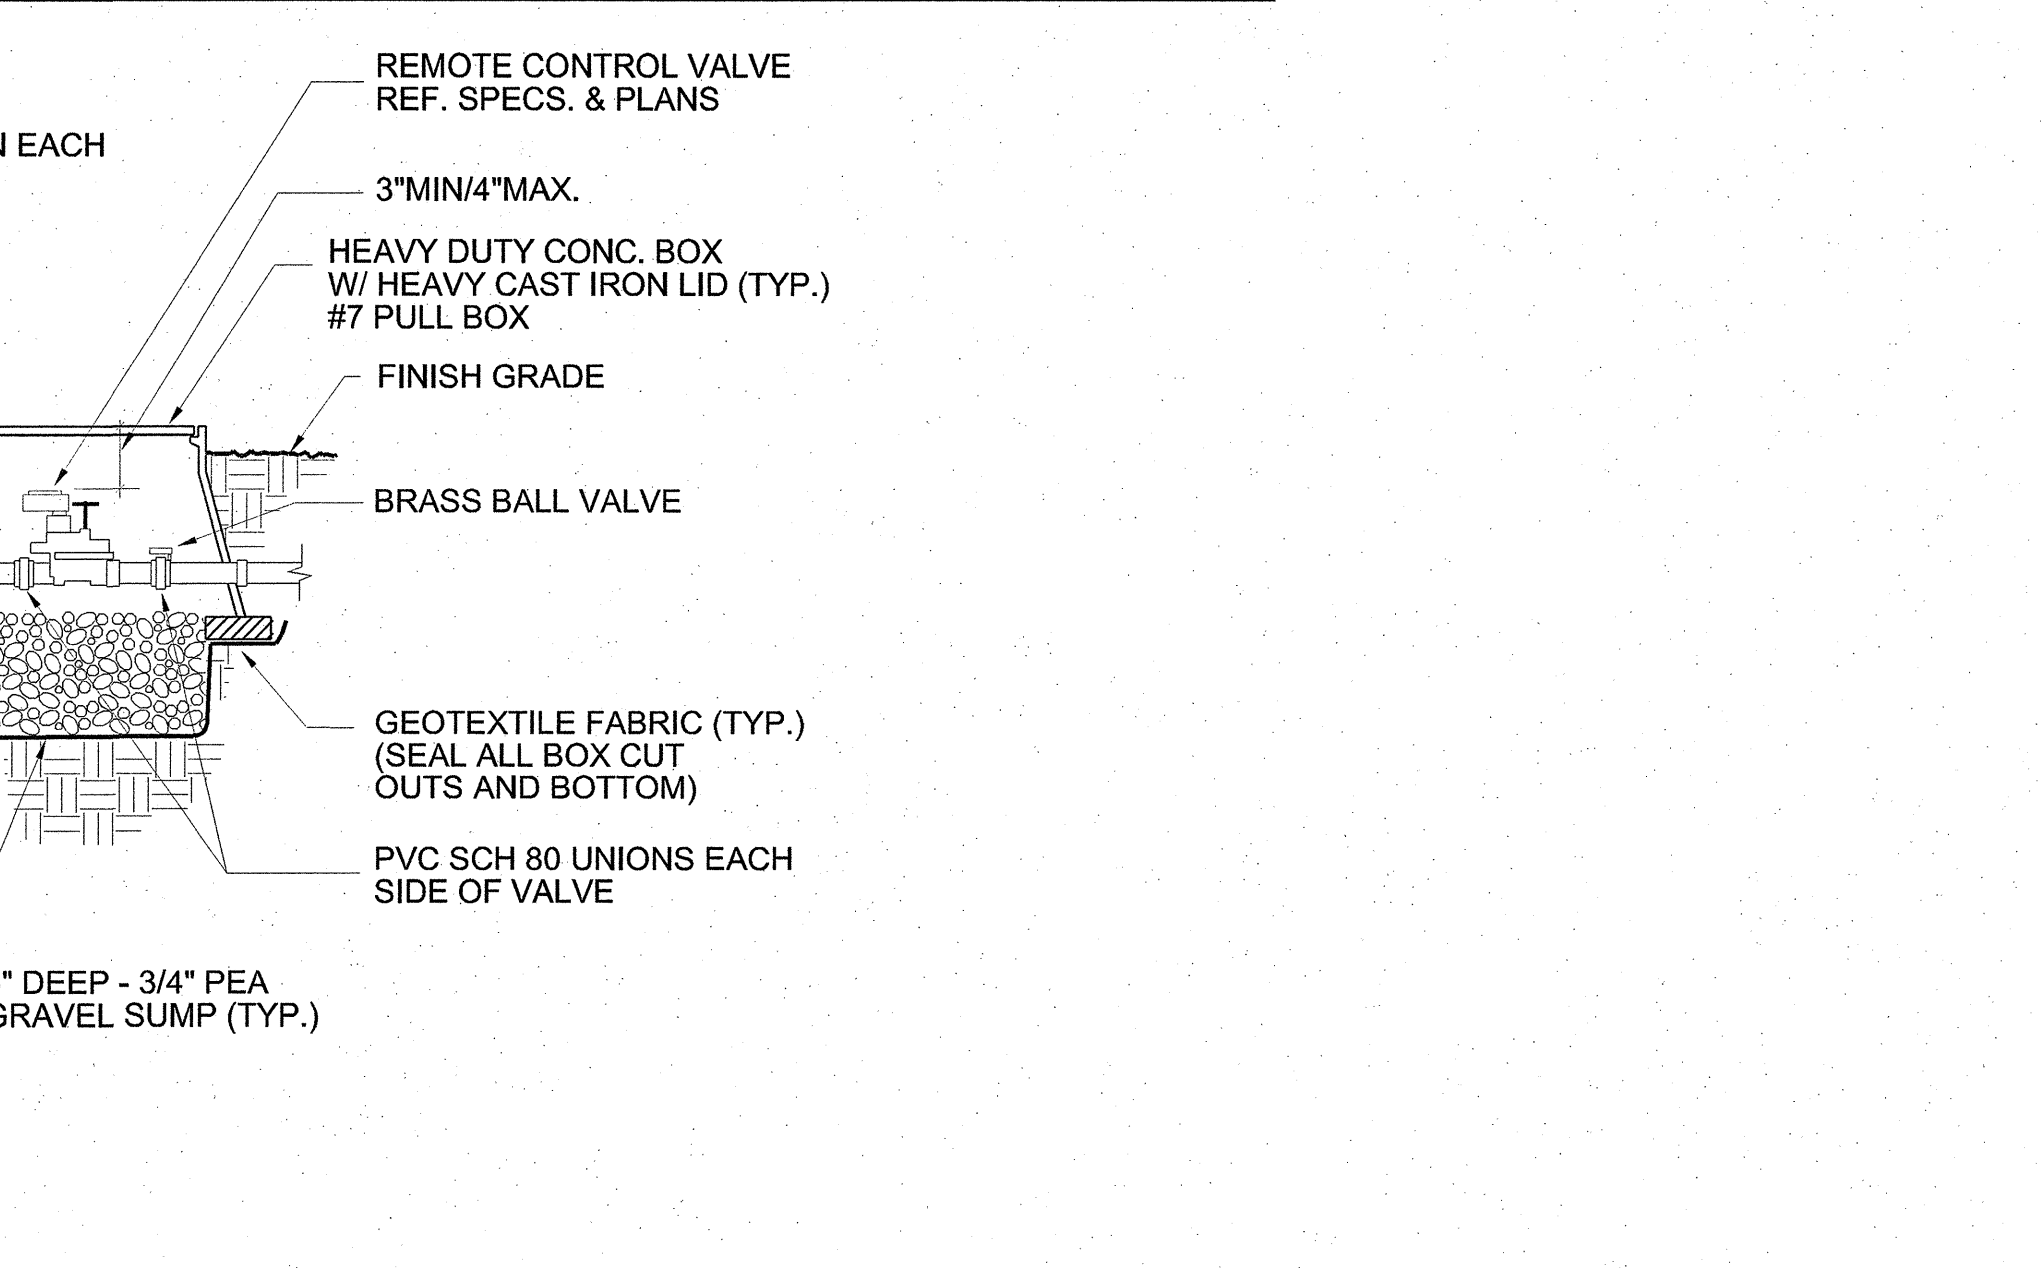 REMOTE CONTROL VALVE
REF. SPECS. & PLANS
EACH
3"MIN/4"MAX.
HEAVY DUTY CONC. BOX
W/ HEAVY CAST IRON LID (TYP.)
#7 PULL BOX
FINISH GRADE
BRASS BALL VALVE
GEOTEXTILE FABRIC (TYP.)
(SEAL ALL BOX CUT
OUTS AND BOTTOM)
PVC SCH 80 UNIONS EACH
SIDE OF VALVE
" DEEP - 3/4" PEA
GRAVEL SUMP (TYP.)